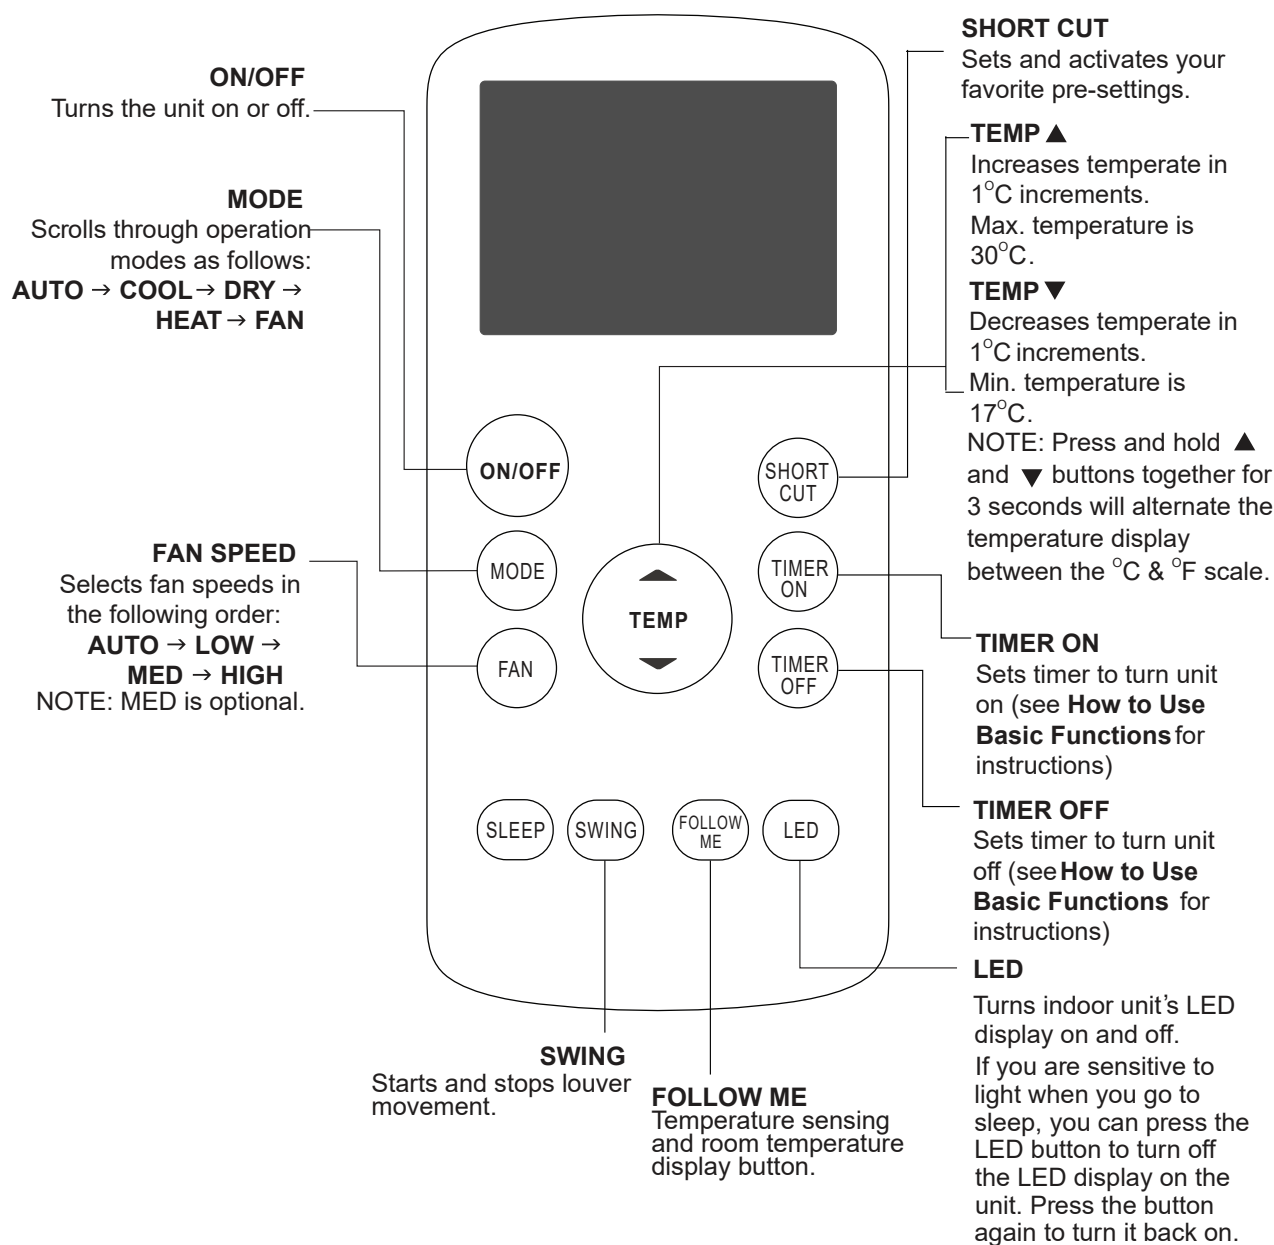 ON/OFF
Turns the unit on or off.
MODE
Scrolls through operation
modes as follows:
AUTO → COOL → DRY →
HEAT → FAN
FAN SPEED
Selects fan speeds in
the following order:
AUTO → LOW →
MED → HIGH
NOTE: MED is optional.
ON/OFF
MODE
FAN
TEMP
SHORT
CUT
TIMER
ON
TIMER
OFF
SLEEP
SWING
FOLLOW
ME
LED
SWING
Starts and stops louver
movement.
FOLLOW ME
Temperature sensing
and room temperature
display button.
SHORT CUT
Sets and activates your
favorite pre-settings.
TEMP ▲
Increases temperate in
1°C increments.
Max. temperature is
30°C.
TEMP ▼
Decreases temperate in
1°C increments.
Min. temperature is
17°C.
NOTE: Press and hold ▲
and ▼ buttons together for
3 seconds will alternate the
temperature display
between the °C & °F scale.
TIMER ON
Sets timer to turn unit
on (see How to Use
Basic Functions for
instructions)
TIMER OFF
Sets timer to turn unit
off (see How to Use
Basic Functions for
instructions)
LED
Turns indoor unit's LED
display on and off.
If you are sensitive to
light when you go to
sleep, you can press the
LED button to turn off
the LED display on the
unit. Press the button
again to turn it back on.